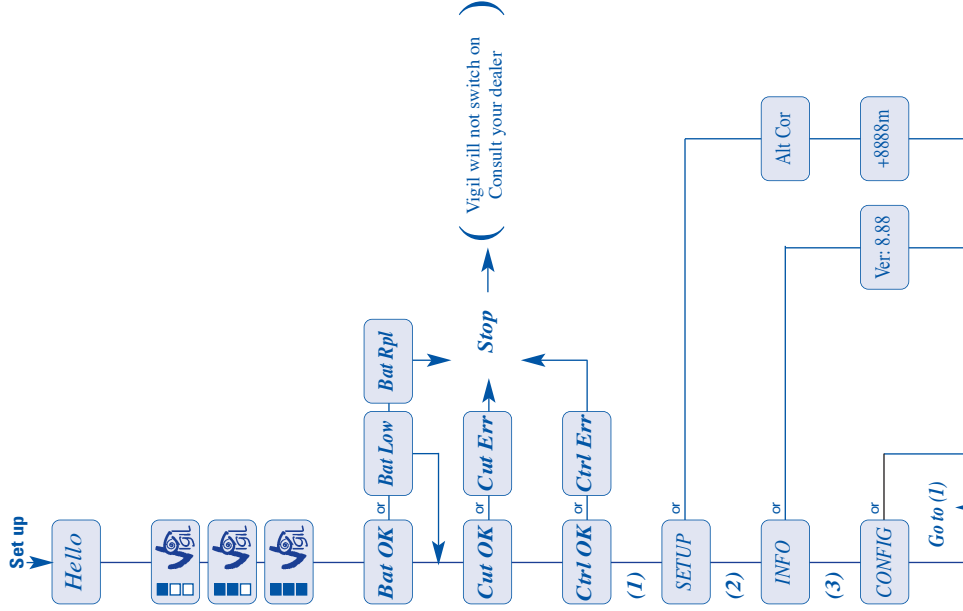 Set up
Hello
Vigil
Vigil
Vigil
Bat OK
or
Bat Low
Bat Rpl
Cut OK
or
Cut Err
Stop
( Vigil will not switch on
Consult your dealer )
Ctrl OK
or
Ctrl Err
(1)
SETUP
or
Alt Cor
+8888m
(2)
INFO
or
Ver: 8.88
(3)
CONFIG
or
Go to (1)